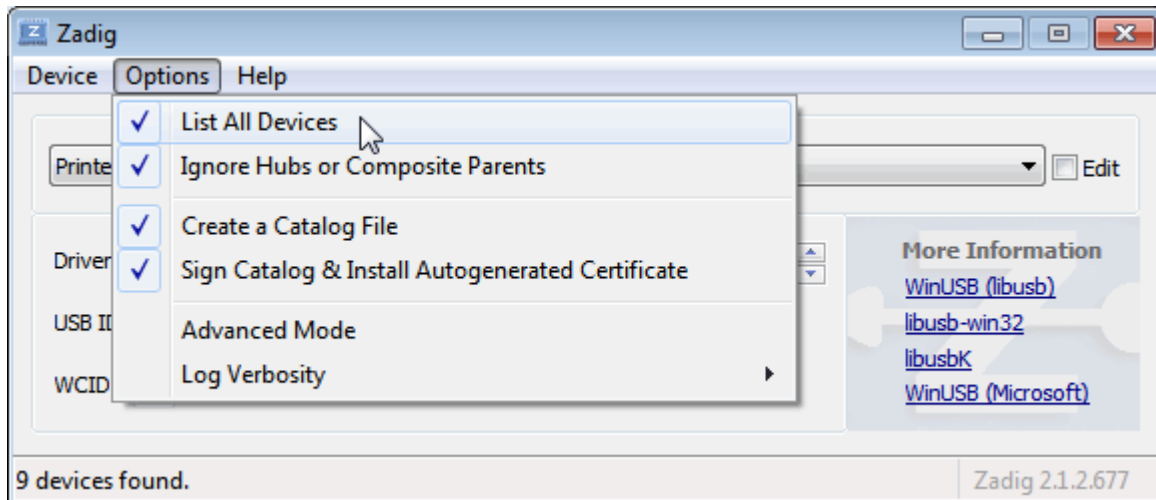 Zadig
Device Options Help
List All Devices
Ignore Hubs or Composite Parents
Printe
Edit
Create a Catalog File
Sign Catalog & Install Autogenerated Certificate
Driver
USB ID
WCID
Advanced Mode
Log Verbosity
More Information
WinUSB (libusb)
libusb-win32
libusbK
WinUSB (Microsoft)
9 devices found.
Zadig 2.1.2.677